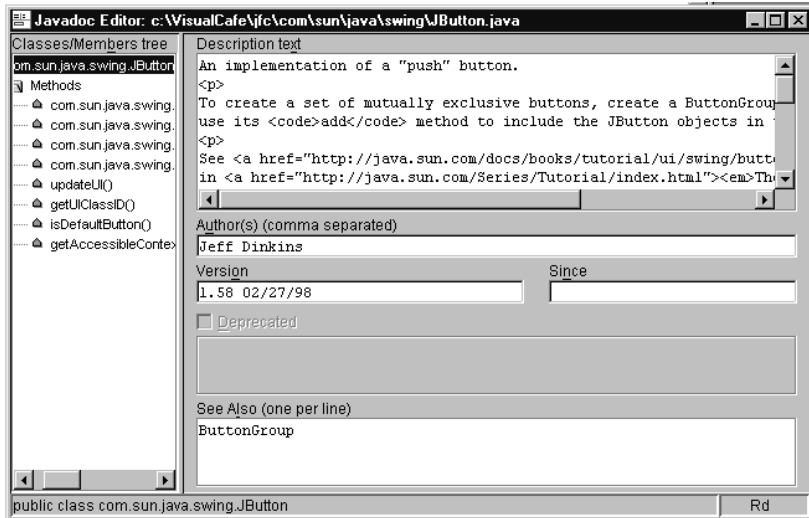 Javadoc Editor: c:\VisualCafe\jfc\com\sun\java\swing\JButton.java
Classes/Members tree
om.sun.java.swing.JButton
Methods
com.sun.java.swing.
com.sun.java.swing.
com.sun.java.swing.
com.sun.java.swing.
updateUI()
getUIClassID()
isDefaultButton()
getAccessibleContex
Description text
An implementation of a "push" button.
<p>
To create a set of mutually exclusive buttons, create a ButtonGroup
use its <code>add</code> method to include the JButton objects in
<p>
See <a href="http://java.sun.com/docs/books/tutorial/ui/swing/butt
in <a href="http://java.sun.com/Series/Tutorial/index.html"><em>Th
Author(s) (comma separated)
Jeff Dinkins
Version
Since
1.58 02/27/98
Deprecated
See Also (one per line)
ButtonGroup
public class com.sun.java.swing.JButton
Rd